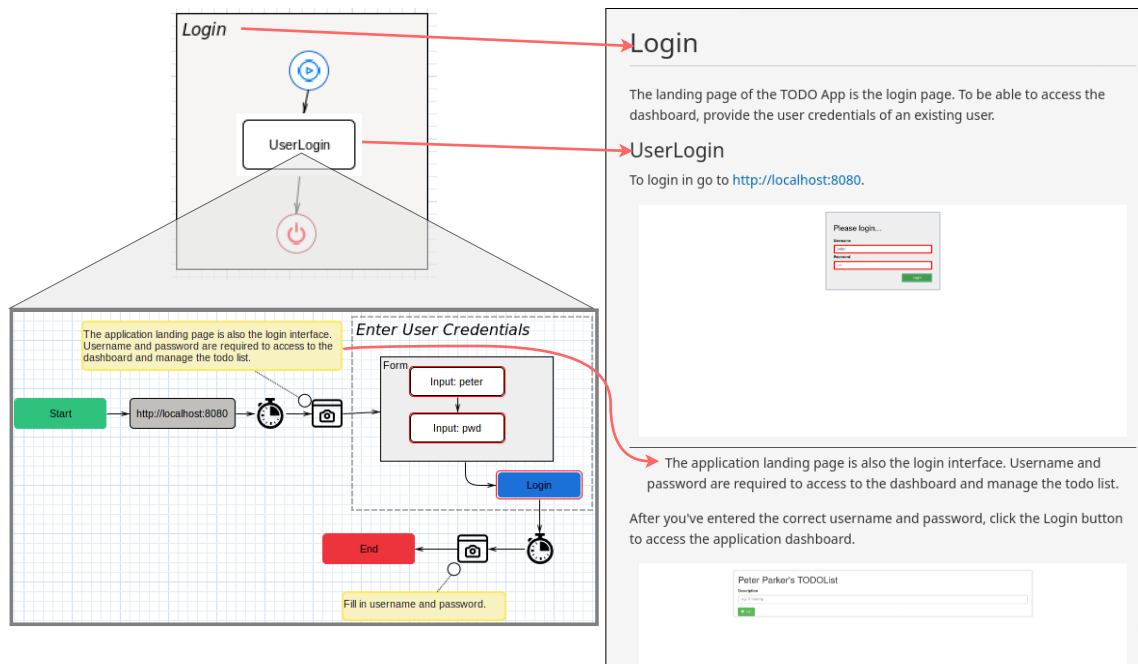 Login
UserLogin
The application landing page is also the login interface.
Username and password are required to access to the
dashboard and manage the todo list.
Enter User Credentials
Form
Input: peter
Input: pwd
Start
http://localhost:8080
Login
End
Fill in username and password.
Login
The landing page of the TODO App is the login page. To be able to access the
dashboard, provide the user credentials of an existing user.
UserLogin
To login in go to http://localhost:8080.
Please login...
Username
Password
Login
The application landing page is also the login interface. Username and
password are required to access to the dashboard and manage the todo list.
After you've entered the correct username and password, click the Login button
to access the application dashboard.
Peter Parker's TODOList
Description